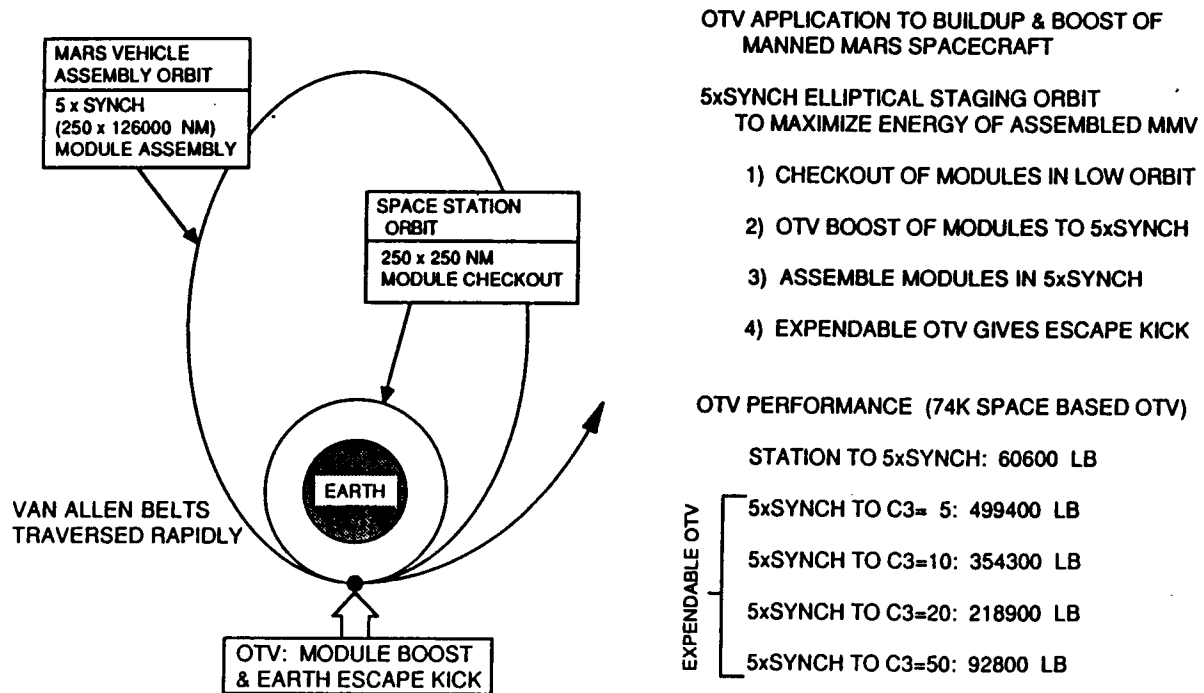 MARS VEHICLE
ASSEMBLY ORBIT
5 x SYNCH
(250 x 126000 NM)
MODULE ASSEMBLY
SPACE STATION
ORBIT
250 x 250 NM
MODULE CHECKOUT
EARTH
VAN ALLEN BELTS
TRAVERSED RAPIDLY
OTV: MODULE BOOST
& EARTH ESCAPE KICK
OTV APPLICATION TO BUILDUP & BOOST OF
MANNED MARS SPACECRAFT
5xSYNCH ELLIPTICAL STAGING ORBIT
TO MAXIMIZE ENERGY OF ASSEMBLED MMV
1) CHECKOUT OF MODULES IN LOW ORBIT
2) OTV BOOST OF MODULES TO 5xSYNCH
3) ASSEMBLE MODULES IN 5xSYNCH
4) EXPENDABLE OTV GIVES ESCAPE KICK
OTV PERFORMANCE (74K SPACE BASED OTV)
STATION TO 5xSYNCH: 60600 LB
EXPENDABLE OTV
5xSYNCH TO C3= 5: 499400 LB
5xSYNCH TO C3=10: 354300 LB
5xSYNCH TO C3=20: 218900 LB
5xSYNCH TO C3=50: 92800 LB